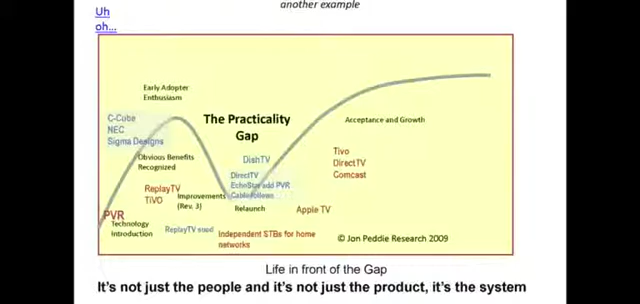 another example
Uh
oh...
Early Adopter
Enthusiasm
C-Cube
NEC
Sigma Designs
The Practicality
Gap
Acceptance and Growth
Obvious Benefits
Recognized
DishTV
Tivo
DirectTV
Comcast
DirectTV
EchoStar add PVR
Cable follows
ReplayTV
TiVO
Improvements
(Rev. 3)
Relaunch
Apple TV
PVR
Technology
Introduction
ReplayTV sued
Independent STBs for home
networks
© Jon Peddie Research 2009
Life in front of the Gap
It's not just the people and it's not just the product, it's the system